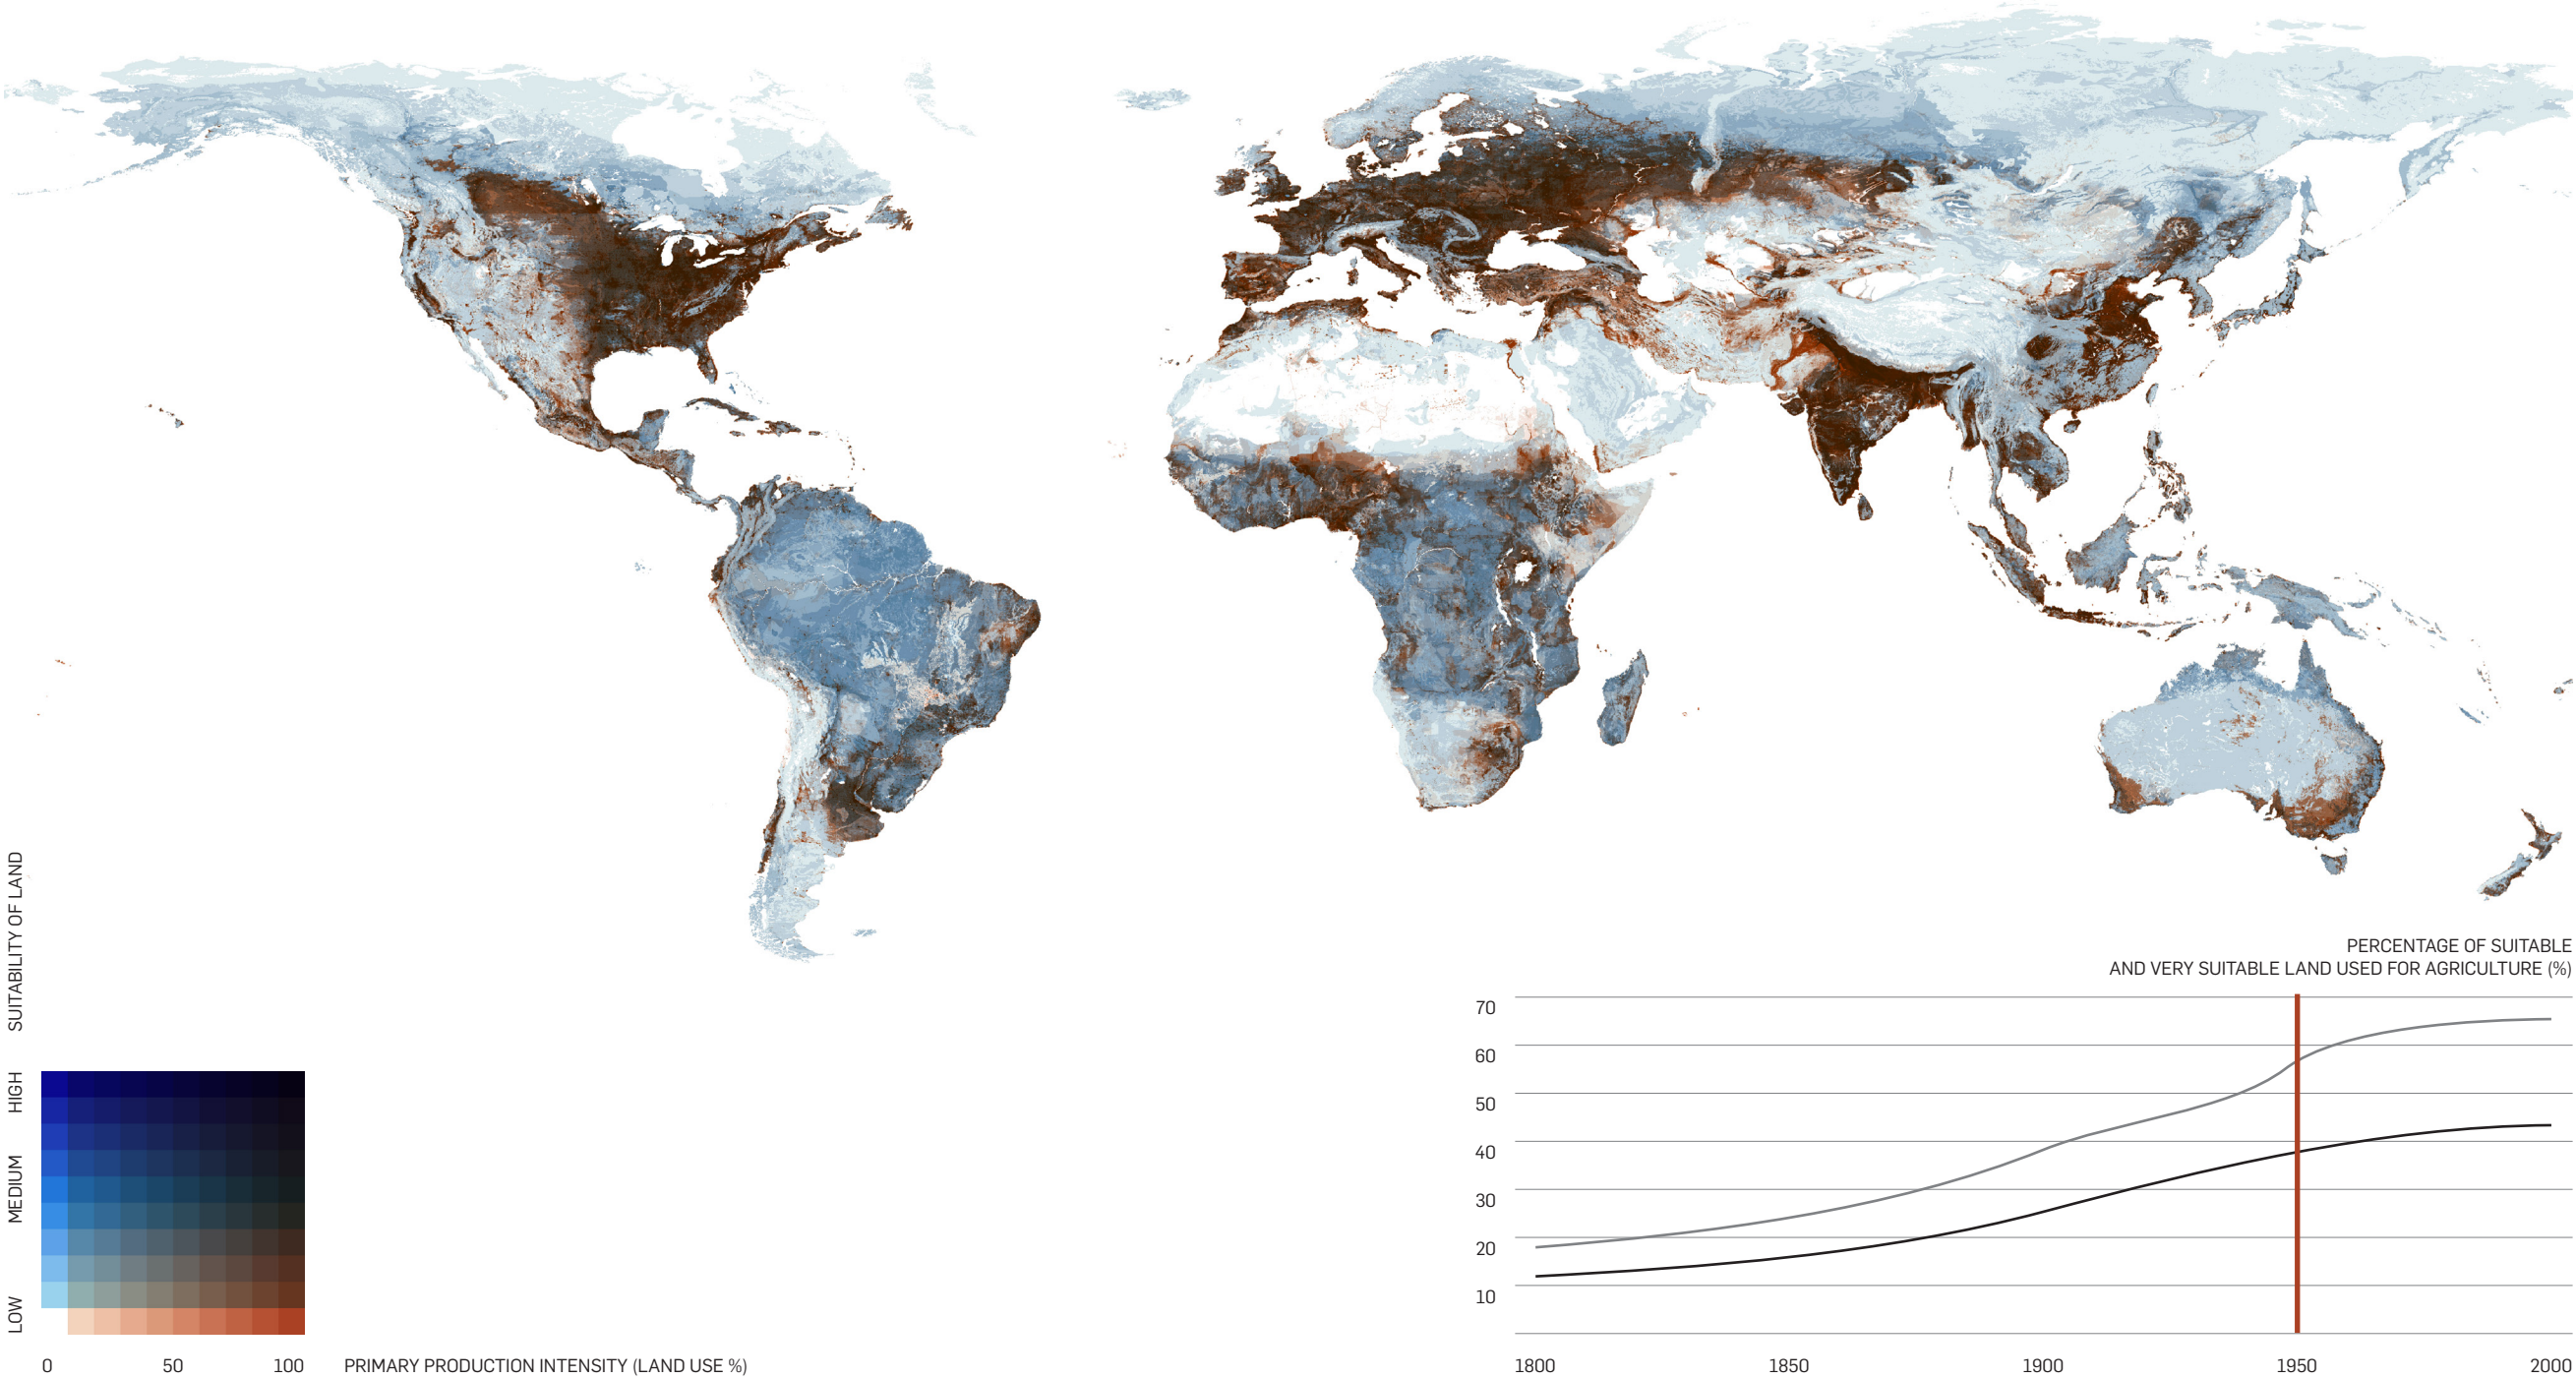 SUITABILITY OF LAND
HIGH
MEDIUM
LOW
0
50
100
PRIMARY PRODUCTION INTENSITY (LAND USE %)
PERCENTAGE OF SUITABLE
AND VERY SUITABLE LAND USED FOR AGRICULTURE (%)
70
60
50
40
30
20
10
1800
1850
1900
1950
2000